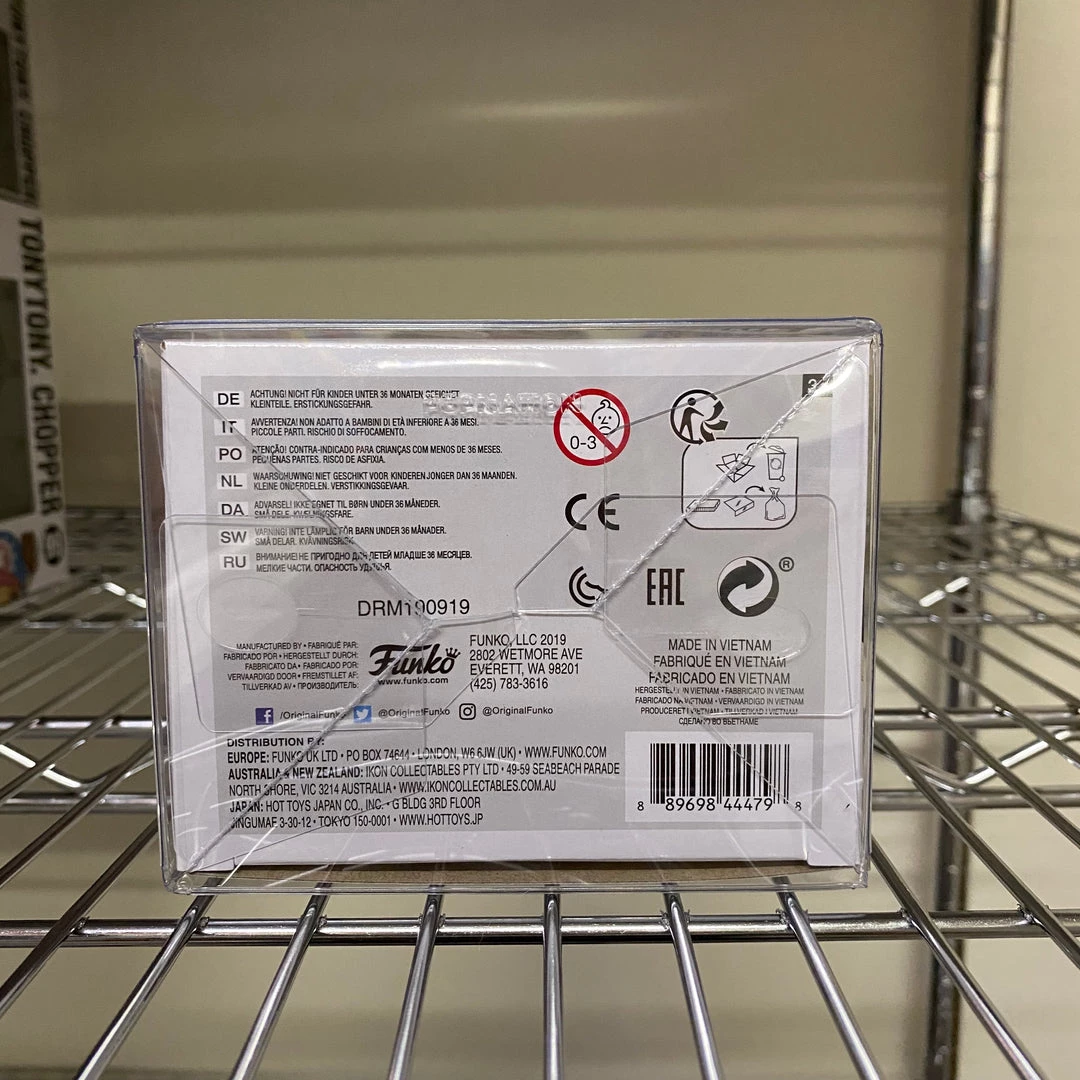 TONYTONY. CHOPPER
DE ACHTUNG! NICHT FÜR KINDER UNTER 36 MONATEN GEEIGNET.
KLEINTEILE. ERSTICKUNGSGEFAHR.
IT AVVERTENZA! NON ADATTO A BAMBINI DI ETÀ INFERIORE A 36 MESI.
PICCOLE PARTI. RISCHIO DI SOFFOCAMENTO.
PO ATENÇÃO! CONTRA-INDICADO PARA CRIANÇAS COM MENOS DE 36 MESES.
PEQUENAS PARTES. RISCO DE ASFIXIA.
NL WAARSCHUWING! NIET GESCHIKT VOOR KINDEREN JONGER DAN 36 MAANDEN.
KLEINE ONDERDELEN. VERSTIKKINGSGEVAAR.
DA ADVARSEL! IKKE EGNET TIL BØRN UNDER 36 MÅNEDER.
SMÅ DELE. KVÆLNINGSFARE.
SW VARNING! INTE LÄMPLIG FÖR BARN UNDER 36 MÅNADER.
SMÅ DELAR. KVÄVNINGSRISK.
RU ВНИМАНИЕ! НЕ ПРИГОДНО ДЛЯ ДЕТЕЙ МЛАДШЕ 36 МЕСЯЦЕВ.
МЕЛКИЕ ЧАСТИ. ОПАСНОСТЬ УДУШЬЯ.
0-3
CE
EAC
®
DRM190919
MANUFACTURED BY • FABRIQUÉ PAR:
FABRICADO POR • HERGESTELLT DURCH:
FABBRICATO DA • FABRICADO POR:
VERVAARDIGD DOOR • FREMSTILLET AF:
TILLVERKAD AV • ПРОИЗВОДИТЕЛЬ:
Funko
www.funko.com
FUNKO, LLC 2019
2802 WETMORE AVE
EVERETT, WA 98201
(425) 783-3616
MADE IN VIETNAM
FABRIQUÉ EN VIETNAM
FABRICADO EN VIETNAM
HERGESTELLT IN VIETNAM • FABBRICATO IN VIETNAM
FABRICADO NA VIETNAM • VERVAARDIGD IN VIETNAM
PRODUCERET I VIETNAM • TILLVERKAD I VIETNAM
СДЕЛАНО ВО ВЬЕТНАМЕ
/OriginalFunko @OriginalFunko @OriginalFunko
DISTRIBUTION BY:
EUROPE: FUNKO UK LTD • PO BOX 74644 • LONDON, W6 6JW (UK) • WWW.FUNKO.COM
AUSTRALIA & NEW ZEALAND: IKON COLLECTABLES PTY LTD • 49-59 SEABEACH PARADE
NORTH SHORE, VIC 3214 AUSTRALIA • WWW.IKONCOLLECTABLES.COM.AU
JAPAN: HOT TOYS JAPAN CO., INC. • G BLDG 3RD FLOOR
JINGUMAE 3-30-12 • TOKYO 150-0001 • WWW.HOTTOYS.JP
8 89698 44479 8